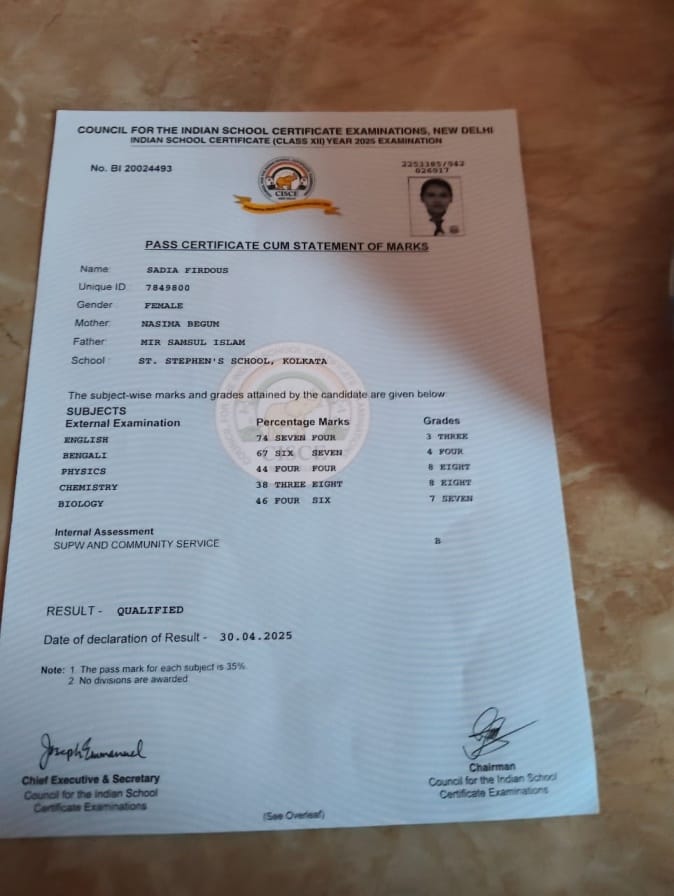 COUNCIL FOR THE INDIAN SCHOOL CERTIFICATE EXAMINATIONS, NEW DELHI
INDIAN SCHOOL CERTIFICATE (CLASS XII) YEAR 2025 EXAMINATION
No. BI 20024493
2253385/042
026017
CISCE
PASS CERTIFICATE CUM STATEMENT OF MARKS
Name: SADIA FIRDOUS
Unique ID: 7849800
Gender FEMALE
Mother: NASIMA BEGUM
Father: MIR SAMSUL ISLAM
School: ST. STEPHEN'S SCHOOL, KOLKATA
The subject-wise marks and grades attained by the candidate are given below
SUBJECTS
External Examination Percentage Marks Grades
ENGLISH 74 SEVEN FOUR 3 THREE
BENGALI 67 SIX SEVEN 4 FOUR
PHYSICS 44 FOUR FOUR 8 EIGHT
CHEMISTRY 38 THREE EIGHT 8 EIGHT
BIOLOGY 46 FOUR SIX 7 SEVEN
Internal Assessment
SUPW AND COMMUNITY SERVICE B
RESULT - QUALIFIED
Date of declaration of Result - 30.04.2025
Note: 1. The pass mark for each subject is 35%.
2. No divisions are awarded
Joseph Emmanuel
Chief Executive & Secretary
Council for the Indian School
Certificate Examinations
Chairman
Council for the Indian School
Certificate Examinations
(See Overleaf)